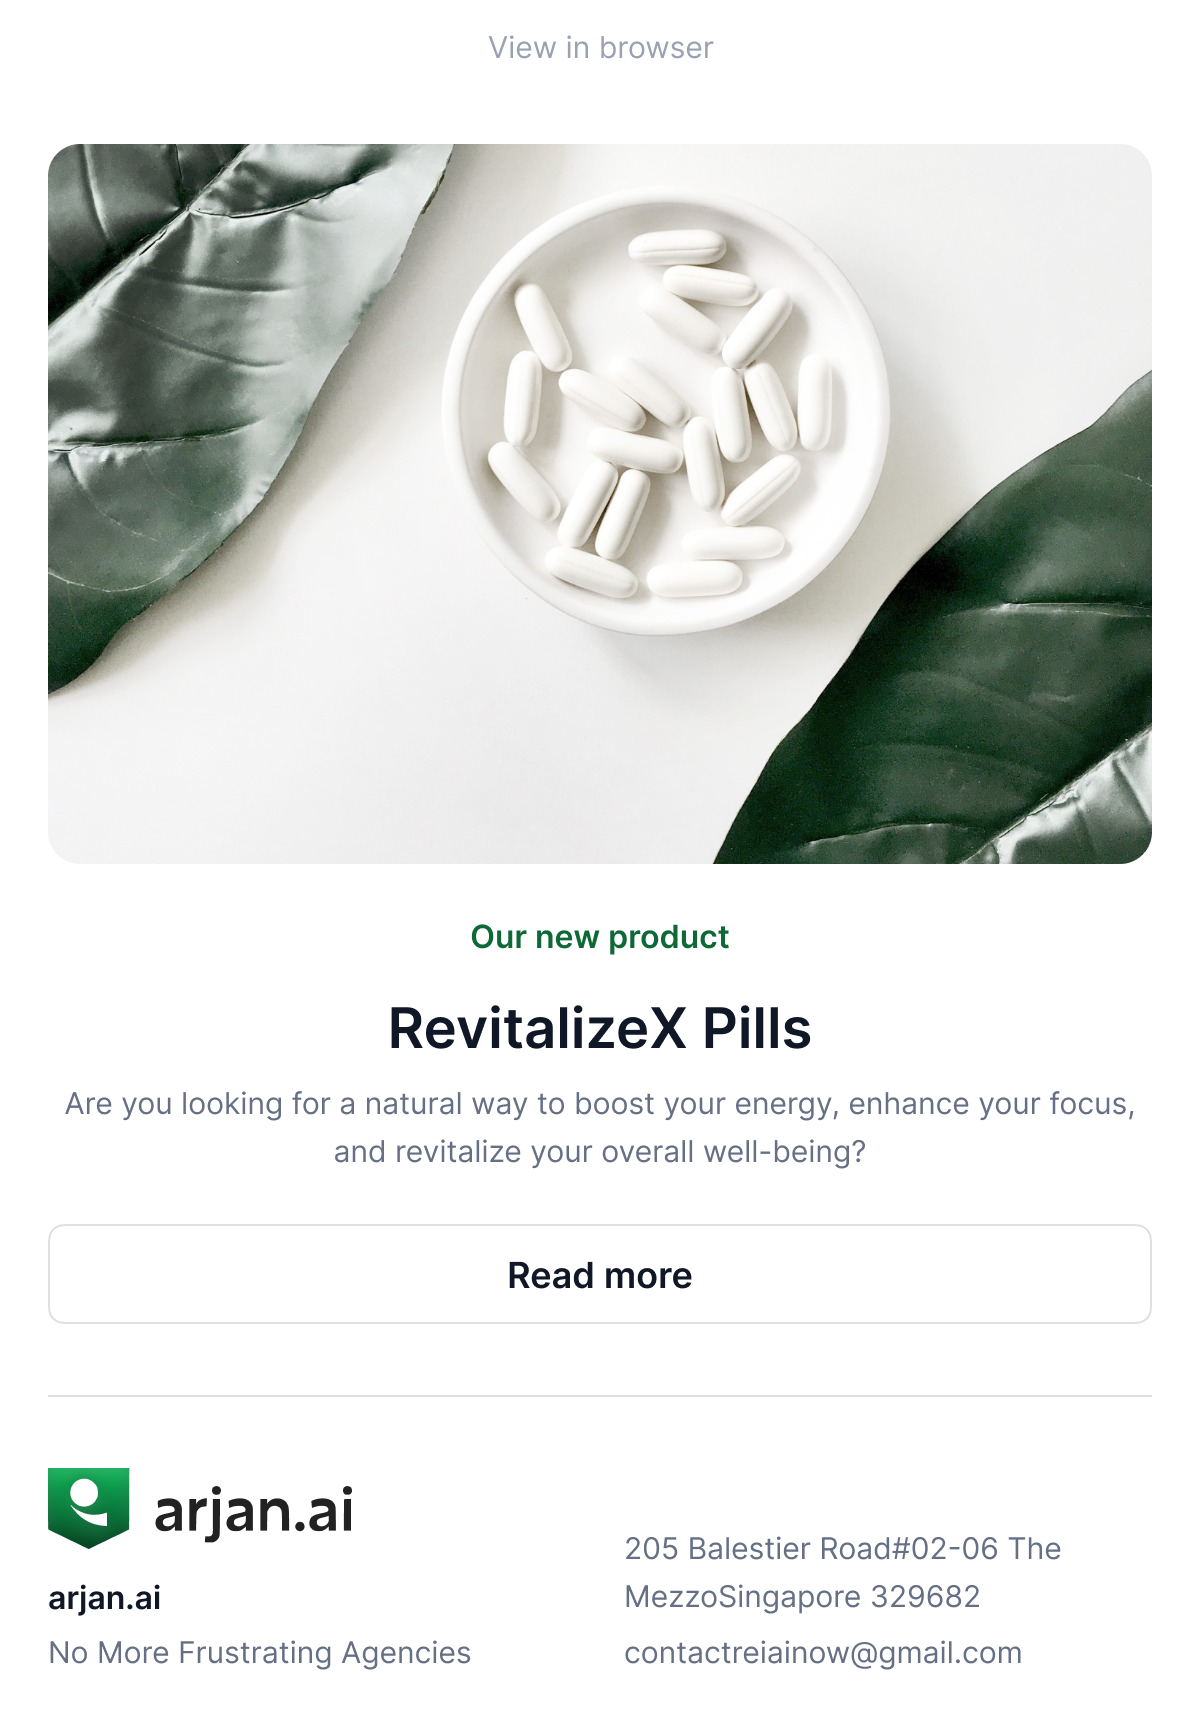 View in browser
Our new product
RevitalizeX Pills
Are you looking for a natural way to boost your energy, enhance your focus,
and revitalize your overall well-being?
Read more
arjan.ai
arjan.ai
No More Frustrating Agencies
205 Balestier Road#02-06 The
MezzoSingapore 329682
contactreiainow@gmail.com